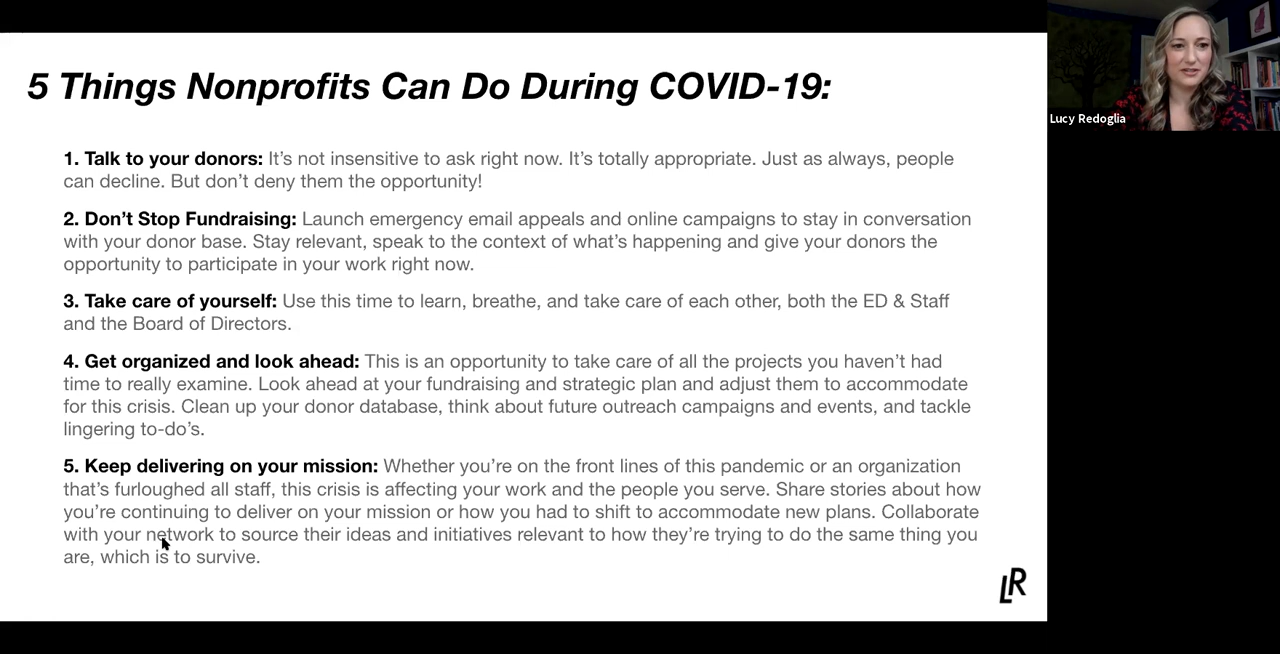 5 Things Nonprofits Can Do During COVID-19:
1. Talk to your donors: It’s not insensitive to ask right now. It’s totally appropriate. Just as always, people
can decline. But don’t deny them the opportunity!
2. Don’t Stop Fundraising: Launch emergency email appeals and online campaigns to stay in conversation
with your donor base. Stay relevant, speak to the context of what’s happening and give your donors the
opportunity to participate in your work right now.
3. Take care of yourself: Use this time to learn, breathe, and take care of each other, both the ED & Staff
and the Board of Directors.
4. Get organized and look ahead: This is an opportunity to take care of all the projects you haven’t had
time to really examine. Look ahead at your fundraising and strategic plan and adjust them to accommodate
for this crisis. Clean up your donor database, think about future outreach campaigns and events, and tackle
lingering to-do’s.
5. Keep delivering on your mission: Whether you’re on the front lines of this pandemic or an organization
that’s furloughed all staff, this crisis is affecting your work and the people you serve. Share stories about how
you’re continuing to deliver on your mission or how you had to shift to accommodate new plans. Collaborate
with your network to source their ideas and initiatives relevant to how they’re trying to do the same thing you
are, which is to survive.
LR
Lucy Redoglia